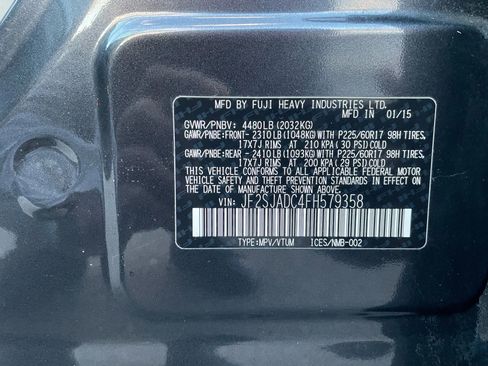 MFD BY FUJI HEAVY INDUSTRIES LTD.
MFD IN 01/15
GVWR/PNBV: 4480LB (2032KG)
GAWR/PNBE:FRONT- 2310LB (1048KG) WITH P225/60R17 98H TIRES,
17X7J RIMS AT 210 KPA (30 PSI) COLD
GAWR/PNBE:REAR - 2410LB (1093KG) WITH P225/60R17 98H TIRES,
17X7J RIMS AT 200 KPA (29 PSI) COLD
THIS VEHICLE CONFORMS TO ALL APPLICABLE FEDERAL MOTOR
VEHICLE SAFETY AND THEFT PREVENTION STANDARDS IN
EFFECT ON THE DATE OF MANUFACTURE SHOWN ABOVE.
VIN: JF2SJADC4FH579358
TYPE:MPV/VTUM ICES/NMB-002